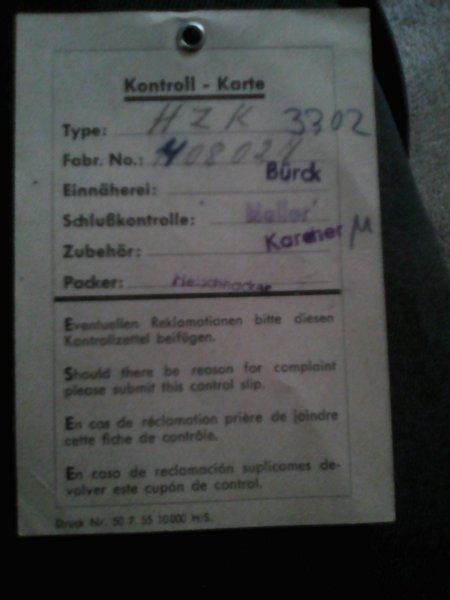 Kontroll - Karte
Type: HZK 3302
Fabr. No.:
Einnäherei: Bürck
Schlußkontrolle:
Zubehör: Karcher
Packer:
Eventuellen Reklamationen bitte diesen
Kontrollzettel beifügen.
Should there be reason for complaint
please submit this control slip.
En cas de réclamation prière de joindre
cette fiche de contrôle.
En caso de reclamación suplicamos de-
volver este cupón de control.
Druck Nr. 50 7. 55 10000 H/S.